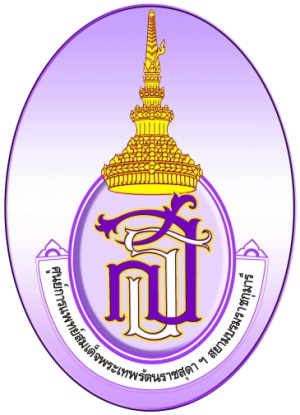 สธ
ศูนย์การแพทย์สมเด็จพระเทพรัตนราชสุดา ฯ สยามบรมราชกุมารี